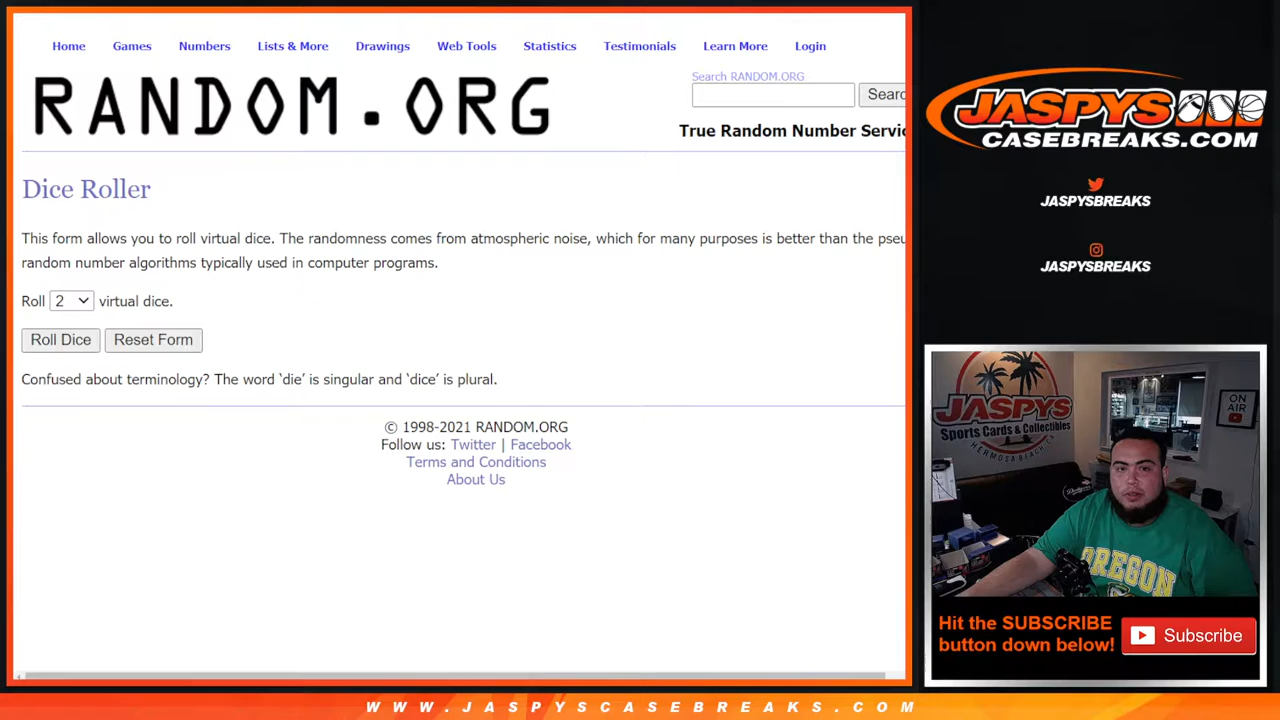 Home Games Numbers Lists & More Drawings Web Tools Statistics Testimonials Learn More Login
RANDOM.ORG
Search RANDOM.ORG
Searc
True Random Number Servic
Dice Roller
This form allows you to roll virtual dice. The randomness comes from atmospheric noise, which for many purposes is better than the pseu
random number algorithms typically used in computer programs.
Roll 2 virtual dice.
Roll Dice Reset Form
Confused about terminology? The word ‘die’ is singular and ‘dice’ is plural.
© 1998-2021 RANDOM.ORG
Follow us: Twitter | Facebook
Terms and Conditions
About Us
JASPYS
CASEBREAKS.COM
JASPYSBREAKS
JASPYSBREAKS
JASPYS
Sports Cards & Collectibles
HERMOSA BEACH, CA
ON AIR
Dodgers
OREGON
Hit the SUBSCRIBE
button down below!
Subscribe
WWW.JASPYSCASEBREAKS.COM